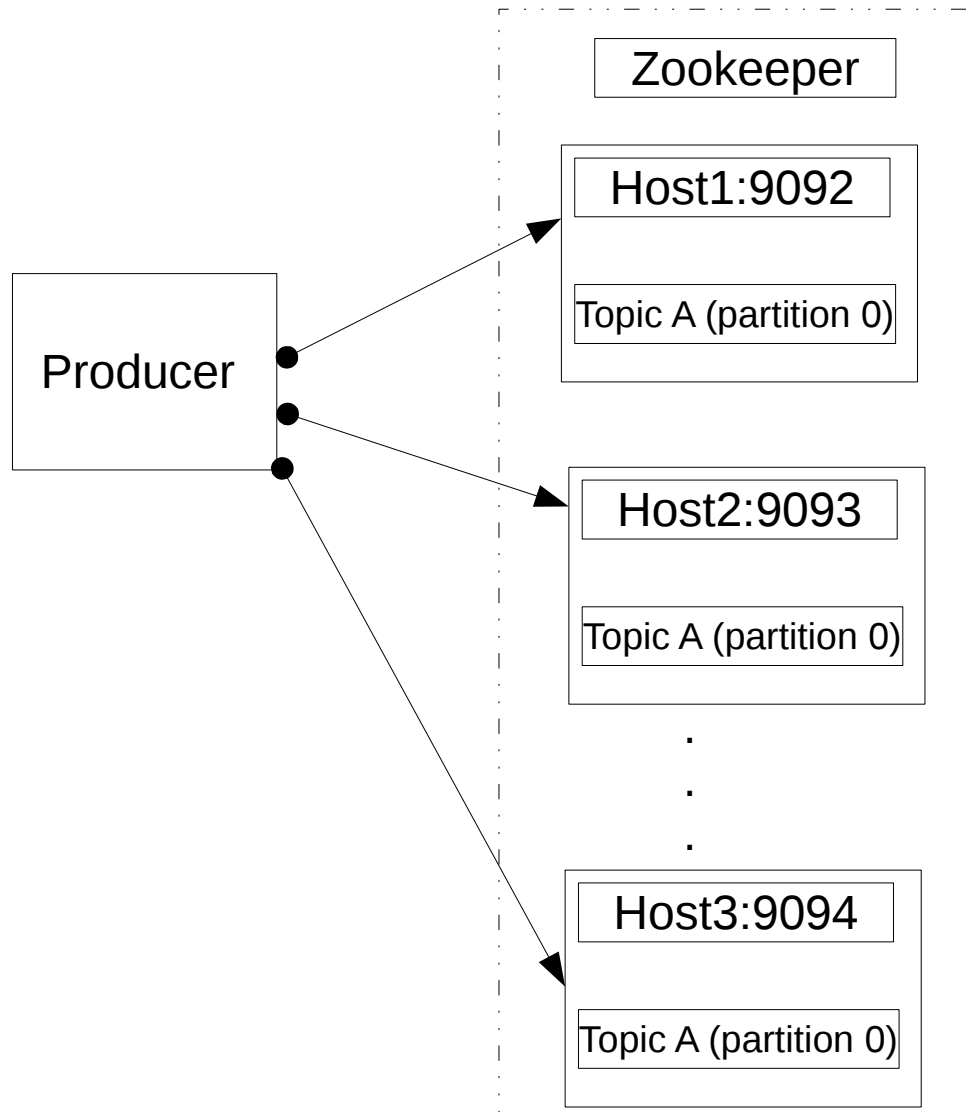 Zookeeper
Host1:9092
Topic A (partition 0)
Producer
Host2:9093
Topic A (partition 0)
.
.
.
Host3:9094
Topic A (partition 0)